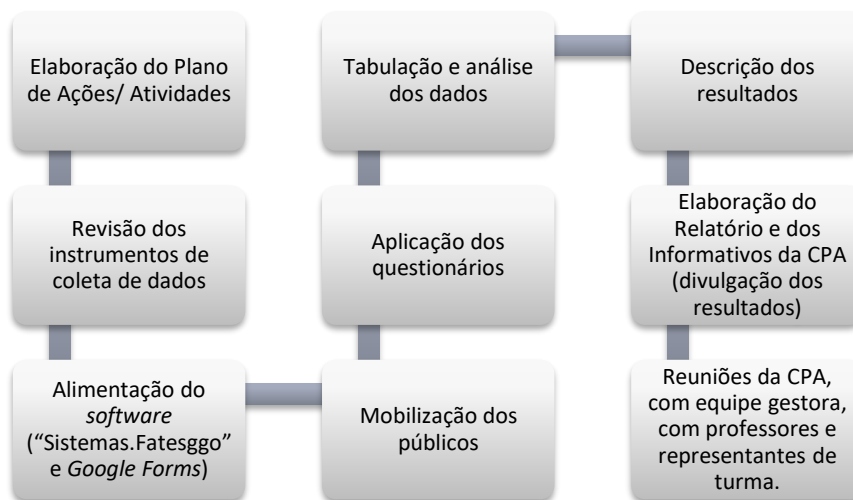 Elaboração do Plano
de Ações/ Atividades
Revisão dos
instrumentos de
coleta de dados
Alimentação do
software
(“Sistemas.Fatesggo”
e Google Forms)
Mobilização dos
públicos
Aplicação dos
questionários
Tabulação e análise
dos dados
Descrição dos
resultados
Elaboração do
Relatório e dos
Informativos da CPA
(divulgação dos
resultados)
Reuniões da CPA,
com equipe gestora,
com professores e
representantes de
turma.